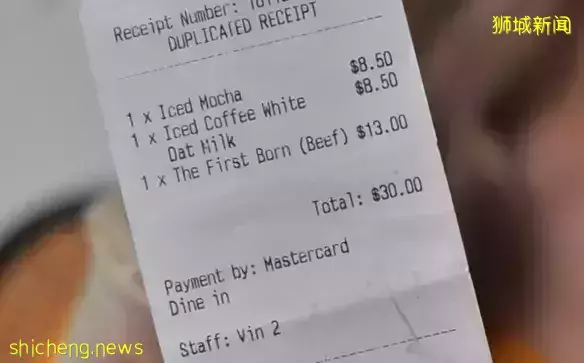 狮城新闻
Receipt Number:
DUPLICATED RECEIPT
1 x Iced Mocha $8.50
1 x Iced Coffee White $8.50
Oat Milk
1 x The First Born (Beef) $13.00
Total: $30.00
Payment by: Mastercard
Dine in
Staff: Vin 2
shicheng.news